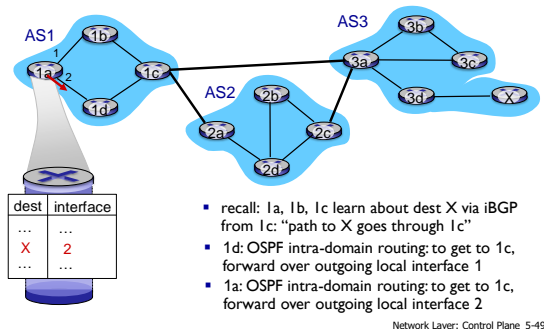 AS1
AS3
AS2
1b
1
1a
2
1c
1d
2b
2a
2c
2d
3b
3a
3c
3d
X
dest interface
… …
X 2
… …
▪ recall: 1a, 1b, 1c learn about dest X via iBGP
from 1c: “path to X goes through 1c”
▪ 1d: OSPF intra-domain routing: to get to 1c,
forward over outgoing local interface 1
▪ 1a: OSPF intra-domain routing: to get to 1c,
forward over outgoing local interface 2
Network Layer: Control Plane 5-49